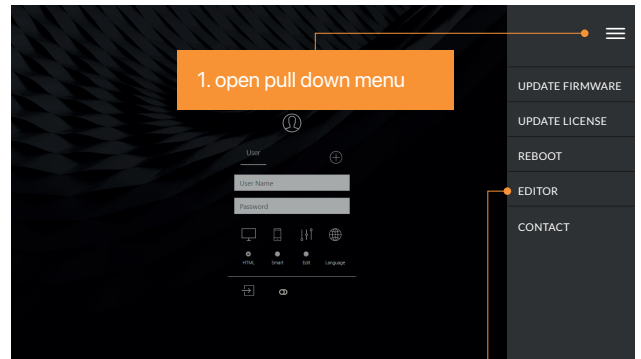 1. open pull down menu
User
User Name
Password
HTML Smart Edit Language
UPDATE FIRMWARE
UPDATE LICENSE
REBOOT
EDITOR
CONTACT